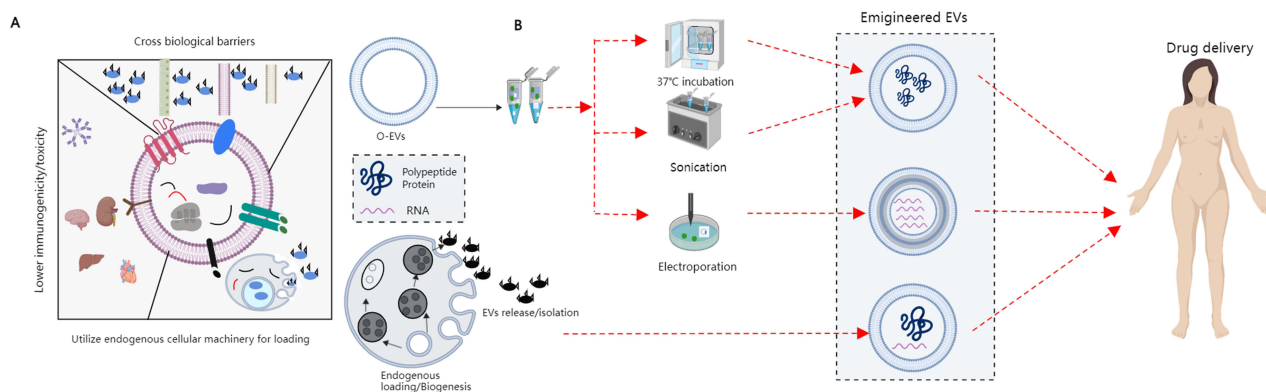 A
Cross biological barriers
Lower immunogenicity/toxicity
Utilize endogenous cellular machinery for loading
O-EVs
Polypeptide
Protein
RNA
EVs release/isolation
Endogenous
loading/Biogenesis
B
37℃ incubation
Sonication
Electroporation
Emigineered EVs
Drug delivery